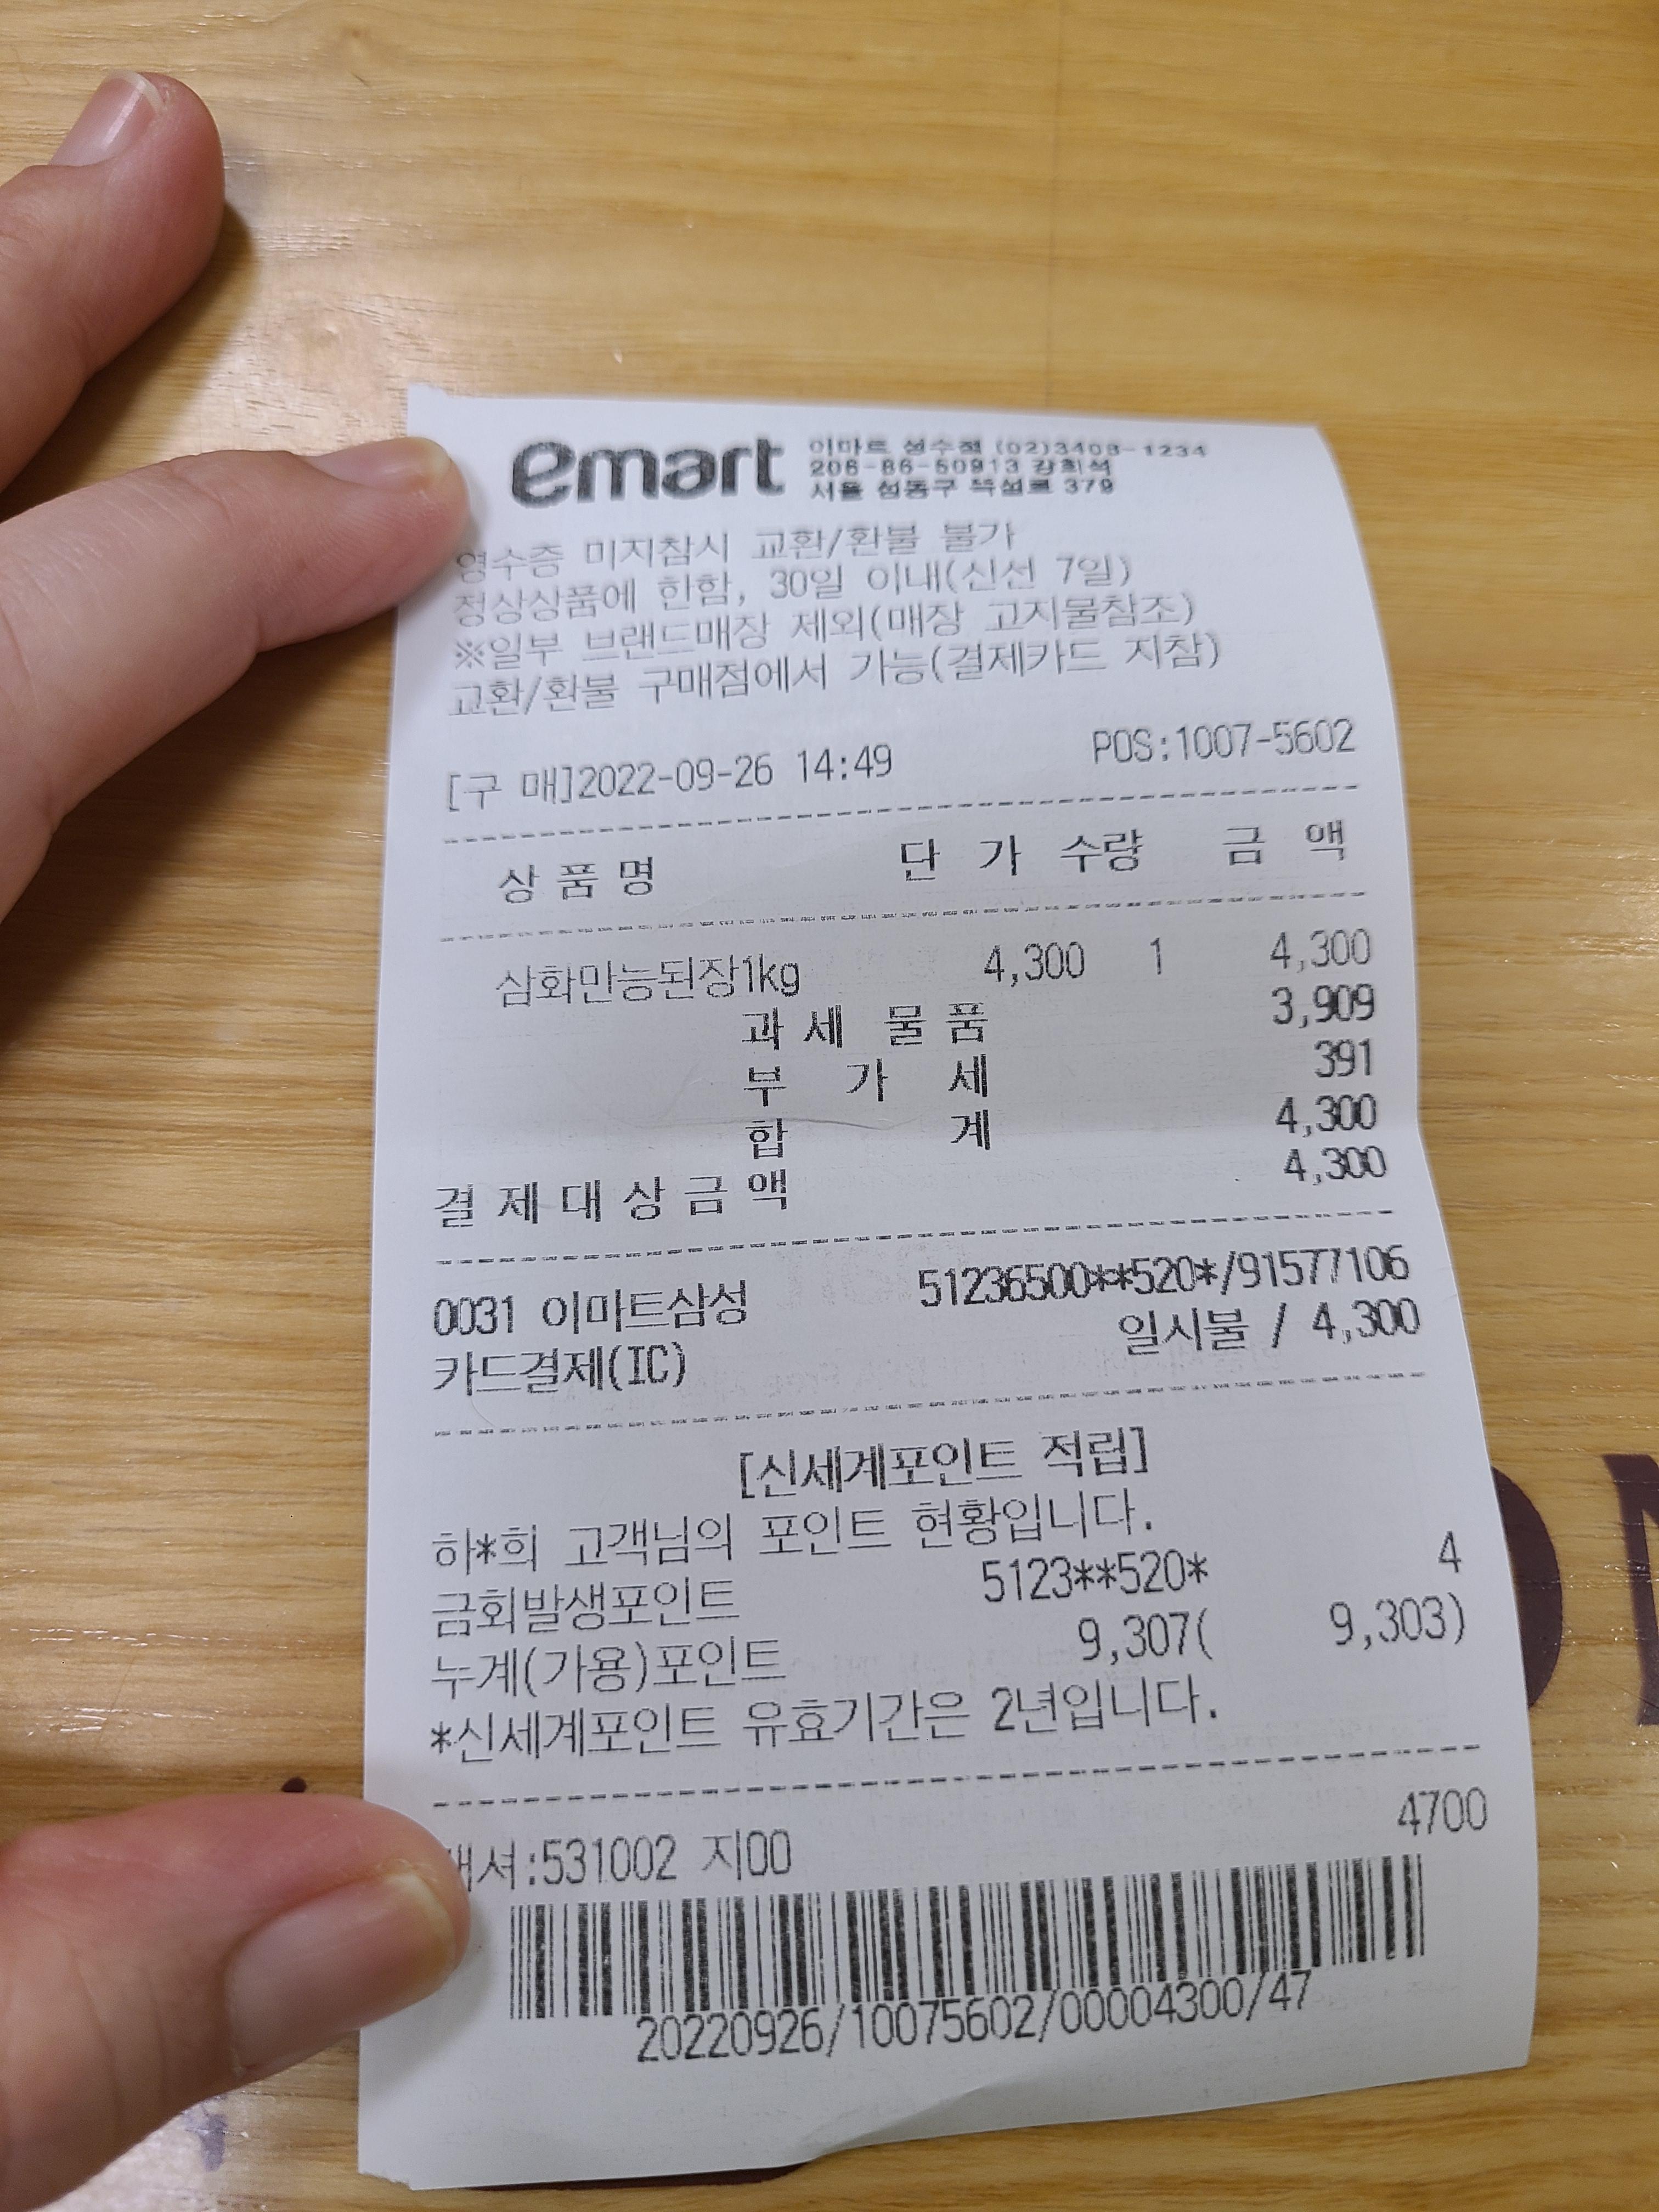 emart 이마트 성수점 (02)3408-1234
206-86-50913 강희석
서울 성동구 뚝섬로 379
영수증 미지참시 교환/환불 불가
정상상품에 한함, 30일 이내(신선 7일)
※일부 브랜드매장 제외(매장 고지물참조)
교환/환불 구매점에서 가능(결제카드 지참)
[구 매]2022-09-26 14:49 POS:1007-5602
상 품 명 단 가 수량 금 액
삼화만능된장1kg 4,300 1 4,300
과 세 물 품 3,909
부 가 세 391
합 계 4,300
결 제 대 상 금 액 4,300
0031 이마트삼성 51236500**520*/91577106
카드결제(IC) 일시불 / 4,300
[신세계포인트 적립]
하*희 고객님의 포인트 현황입니다.
금회발생포인트 5123**520* 4
누계(가용)포인트 9,307( 9,303)
*신세계포인트 유효기간은 2년입니다.
셔:531002 지00 4700
20220926/10075602/00004300/47